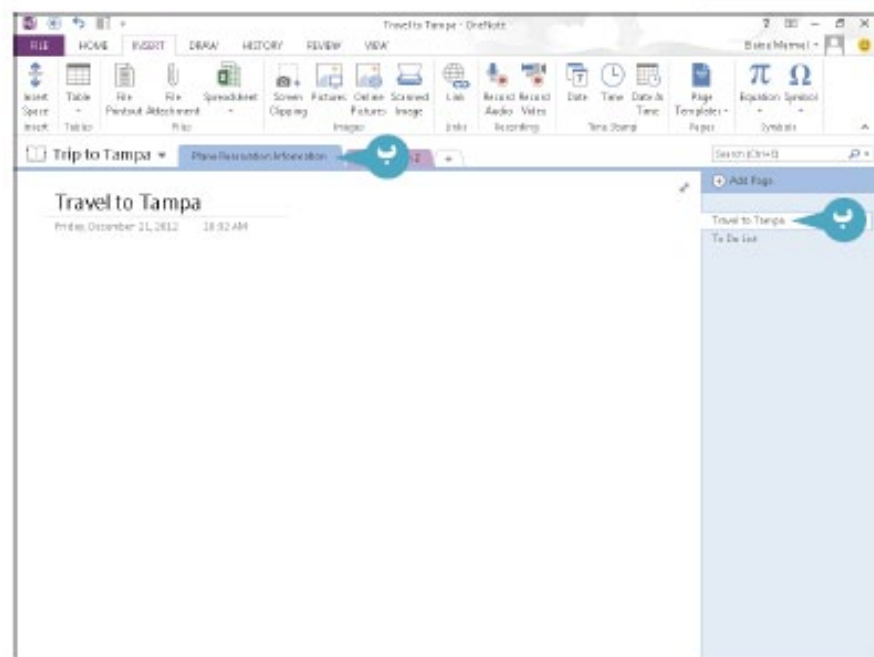 Travel to Tampa - OneNote
FILE HOME INSERT DRAW HISTORY REVIEW VIEW
Insert Space Table File Printout File Attachment Spreadsheet Screen Clipping Pictures Online Pictures Scanned Image Link Record Audio Record Video Date Time Date & Time Page Templates Equation Symbol
Insert Tables Files Images Links Recording Time Stamp Pages Symbols
Trip to Tampa Plane Reservation Information ب 2 + Search (Ctrl+E)
Add Page
Travel to Tampa
Friday, December 21, 2012 10:02 AM
Travel to Tampa ب
To Do List